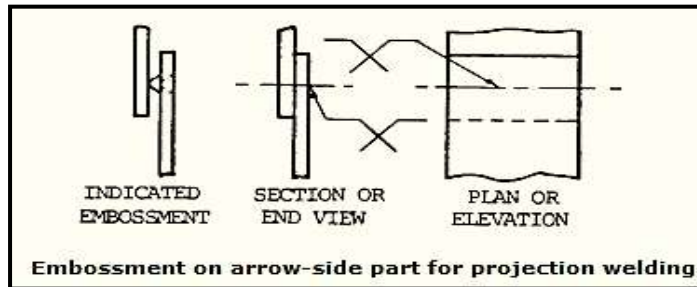 INDICATED
EMBOSSMENT
SECTION OR
END VIEW
PLAN OR
ELEVATION
Embossment on arrow-side part for projection welding